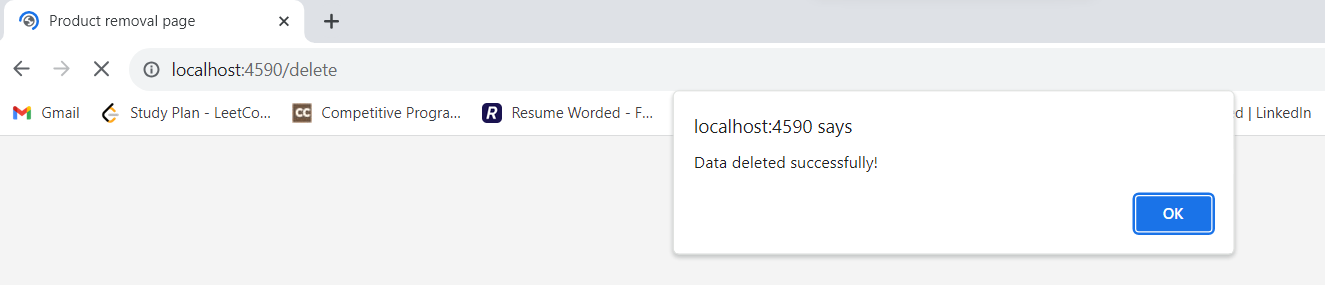 Product removal page
localhost:4590/delete
Gmail
Study Plan - LeetCo...
CC
Competitive Progra...
R
Resume Worded - F...
d | LinkedIn
localhost:4590 says
Data deleted successfully!
OK